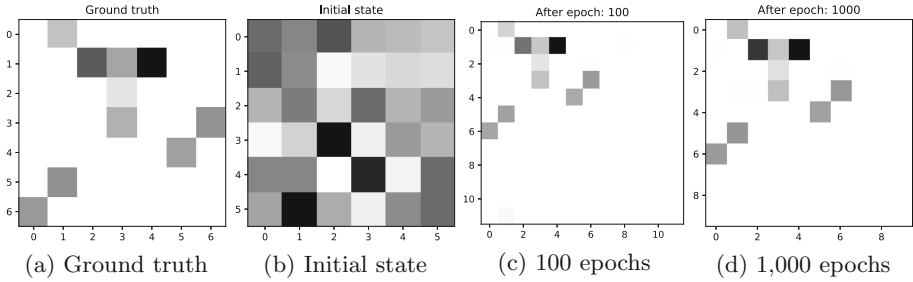 Ground truth
0
1
2
3
4
5
6
0 1 2 3 4 5 6
(a) Ground truth
Initial state
0
1
2
3
4
5
0 1 2 3 4 5
(b) Initial state
After epoch: 100
0
2
4
6
8
10
0 2 4 6 8 10
(c) 100 epochs
After epoch: 1000
0
2
4
6
8
0 2 4 6 8
(d) 1,000 epochs